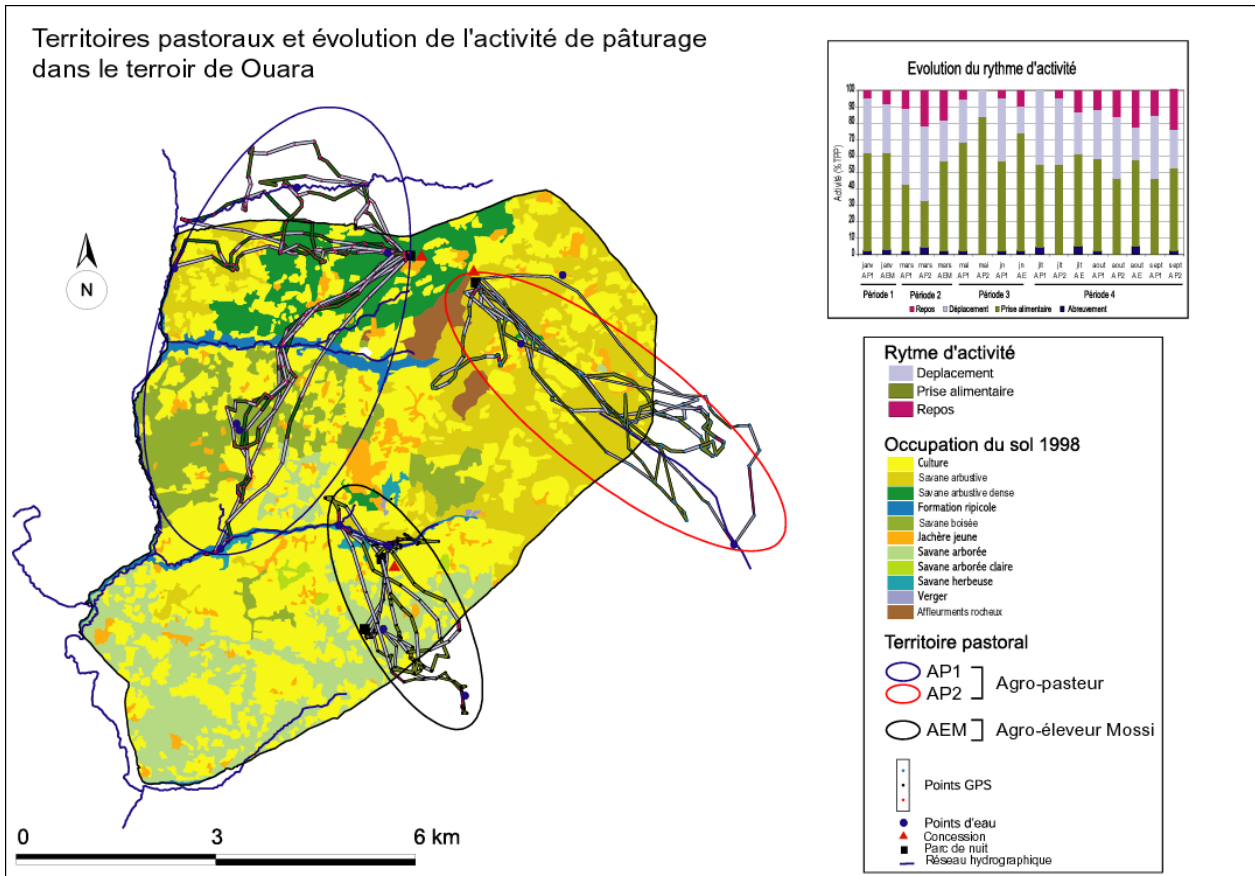 Territoires pastoraux et évolution de l'activité de pâturage
dans le terroir de Ouara
N
0 3 6 km
Evolution du rythme d'activité
Activité (% TPP)
100
90
80
70
60
50
40
30
20
10
0
janv janv mars mars mars mai mai jn jn jlt jlt jlt aout aout aout sept sept
AP1 AEM AP1 AP2 AEM AP1 AP2 AP1 A E AP1 AP2 A E AP1 AP2 A E AP1 AP2
Période 1 Période 2 Période 3 Période 4
Repos Déplacement Prise alimentaire Abreuvement
Rytme d'activité
Deplacement
Prise alimentaire
Repos
Occupation du sol 1998
Culture
Savane arbustive
Savane arbustive dense
Formation ripicole
Savane boisée
Jachère jeune
Savane arborée
Savane arborée claire
Savane herbeuse
Verger
Affleurments rocheux
Territoire pastoral
AP1
AP2
Agro-pasteur
AEM Agro-éleveur Mossi
Points GPS
Points d'eau
Concession
Parc de nuit
Réseau hydrographique